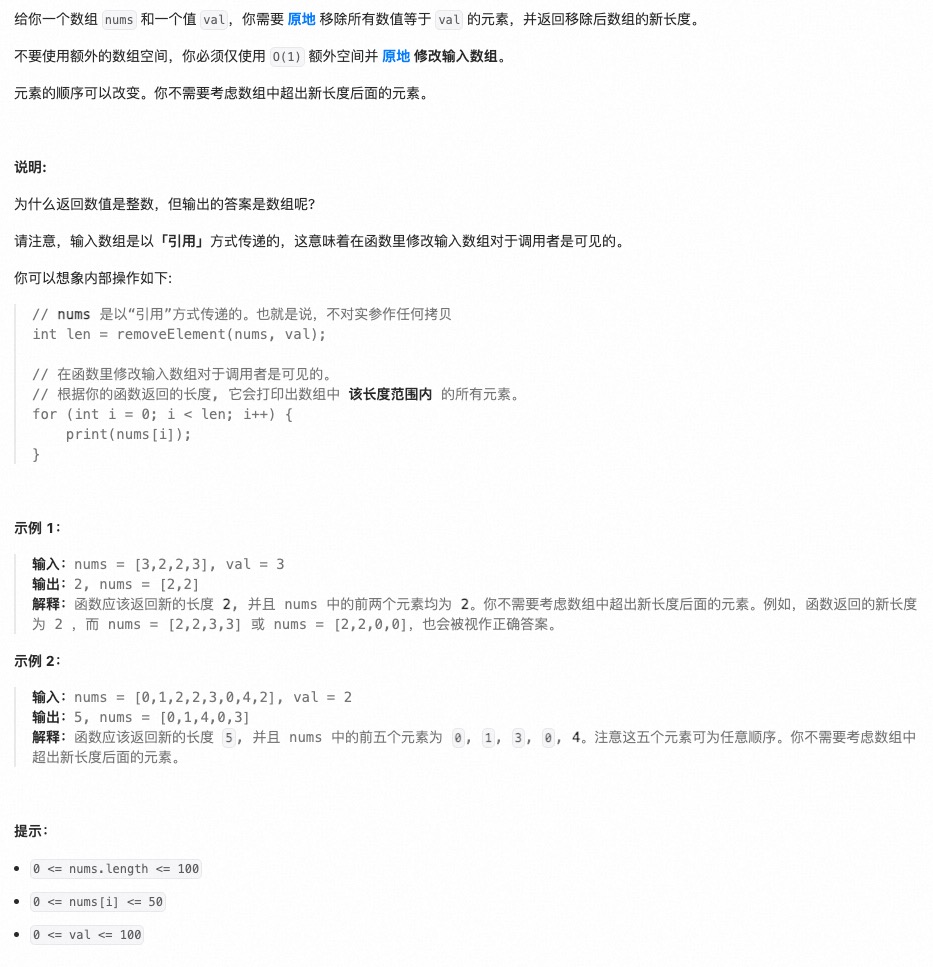 给你一个数组 nums 和一个值 val，你需要 原地 移除所有数值等于 val 的元素，并返回移除后数组的新长度。
不要使用额外的数组空间，你必须仅使用 O(1) 额外空间并 原地 修改输入数组。
元素的顺序可以改变。你不需要考虑数组中超出新长度后面的元素。
说明:
为什么返回数值是整数，但输出的答案是数组呢?
请注意，输入数组是以「引用」方式传递的，这意味着在函数里修改输入数组对于调用者是可见的。
你可以想象内部操作如下:
// nums 是以“引用”方式传递的。也就是说，不对实参作任何拷贝
int len = removeElement(nums, val);
// 在函数里修改输入数组对于调用者是可见的。
// 根据你的函数返回的长度, 它会打印出数组中 该长度范围内 的所有元素。
for (int i = 0; i < len; i++) {
    print(nums[i]);
}
示例 1：
输入：nums = [3,2,2,3], val = 3
输出：2, nums = [2,2]
解释：函数应该返回新的长度 2, 并且 nums 中的前两个元素均为 2。你不需要考虑数组中超出新长度后面的元素。例如，函数返回的新长度
为 2 ，而 nums = [2,2,3,3] 或 nums = [2,2,0,0]，也会被视作正确答案。
示例 2：
输入：nums = [0,1,2,2,3,0,4,2], val = 2
输出：5, nums = [0,1,4,0,3]
解释：函数应该返回新的长度 5, 并且 nums 中的前五个元素为 0, 1, 3, 0, 4。注意这五个元素可为任意顺序。你不需要考虑数组中
超出新长度后面的元素。
提示：
• 0 <= nums.length <= 100
• 0 <= nums[i] <= 50
• 0 <= val <= 100